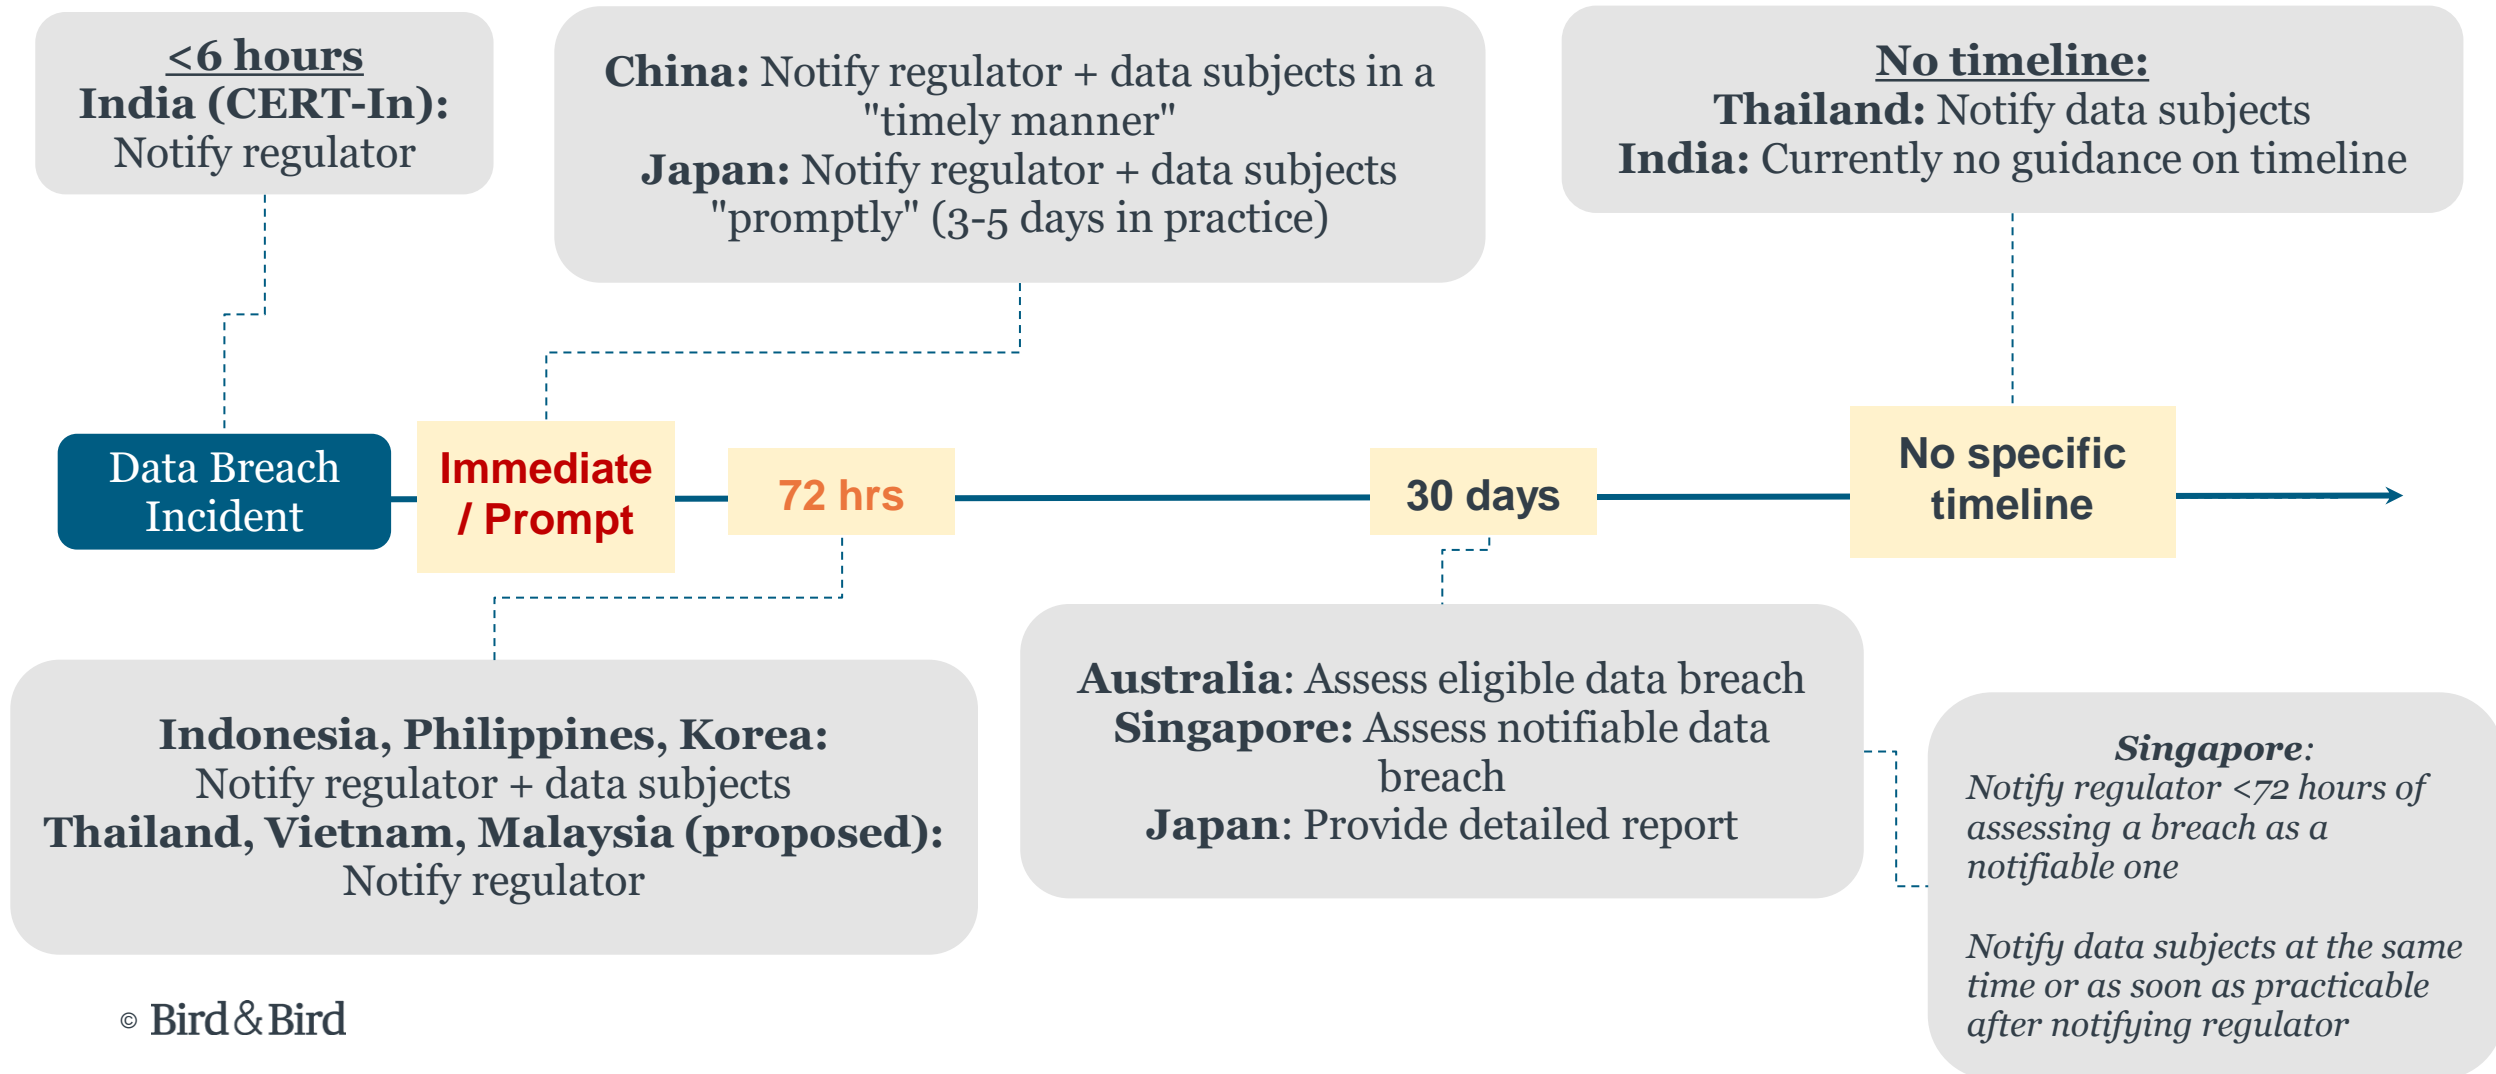 <6 hours
India (CERT-In):
Notify regulator
China: Notify regulator + data subjects in a
"timely manner"
Japan: Notify regulator + data subjects
"promptly" (3-5 days in practice)
No timeline:
Thailand: Notify data subjects
India: Currently no guidance on timeline
Data Breach
Incident
Immediate
/ Prompt
72 hrs
30 days
No specific
timeline
Indonesia, Philippines, Korea:
Notify regulator + data subjects
Thailand, Vietnam, Malaysia (proposed):
Notify regulator
Australia: Assess eligible data breach
Singapore: Assess notifiable data
breach
Japan: Provide detailed report
Singapore:
Notify regulator <72 hours of
assessing a breach as a
notifiable one
Notify data subjects at the same
time or as soon as practicable
after notifying regulator
© Bird & Bird